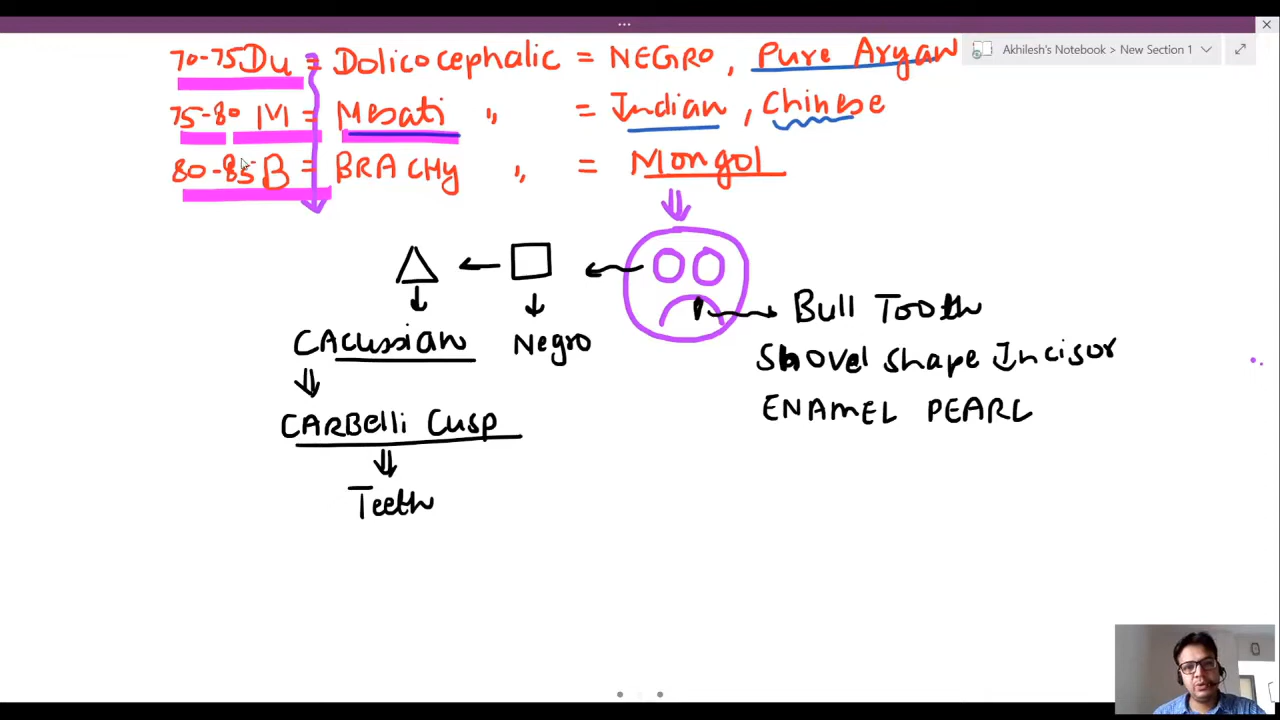 Akhilesh's Notebook > New Section 1
70-75 Du = Dolicocephalic = NEGRO, Pure Aryan
75-80 M = Mesati " = Indian, Chinese
80-85 B = BRACHy " = Mongol
Bull Tooth
CAcussian Negro Shovel shape Incisor
CARBelli Cusp ENAMEL PEARL
Teeth